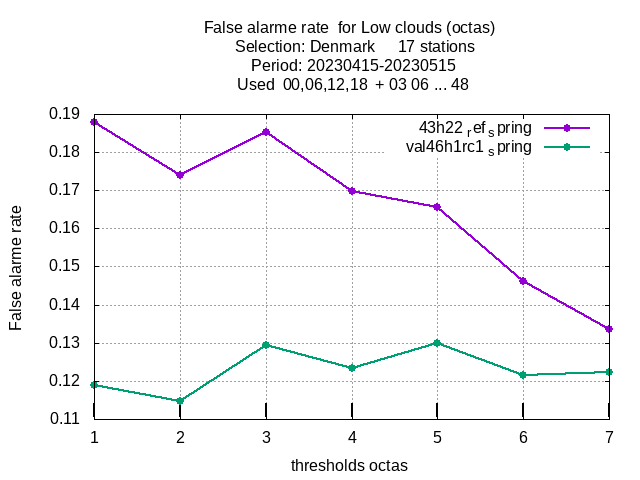 False alarme rate  for Low clouds (octas)
Selection: Denmark     17 stations
Period: 20230415-20230515
Used  00,06,12,18  + 03 06 ... 48
43h22 ref spring
val46h1rc1 spring
0.19
0.18
0.17
0.16
0.15
0.14
0.13
0.12
0.11
False alarme rate
1 2 3 4 5 6 7
thresholds octas